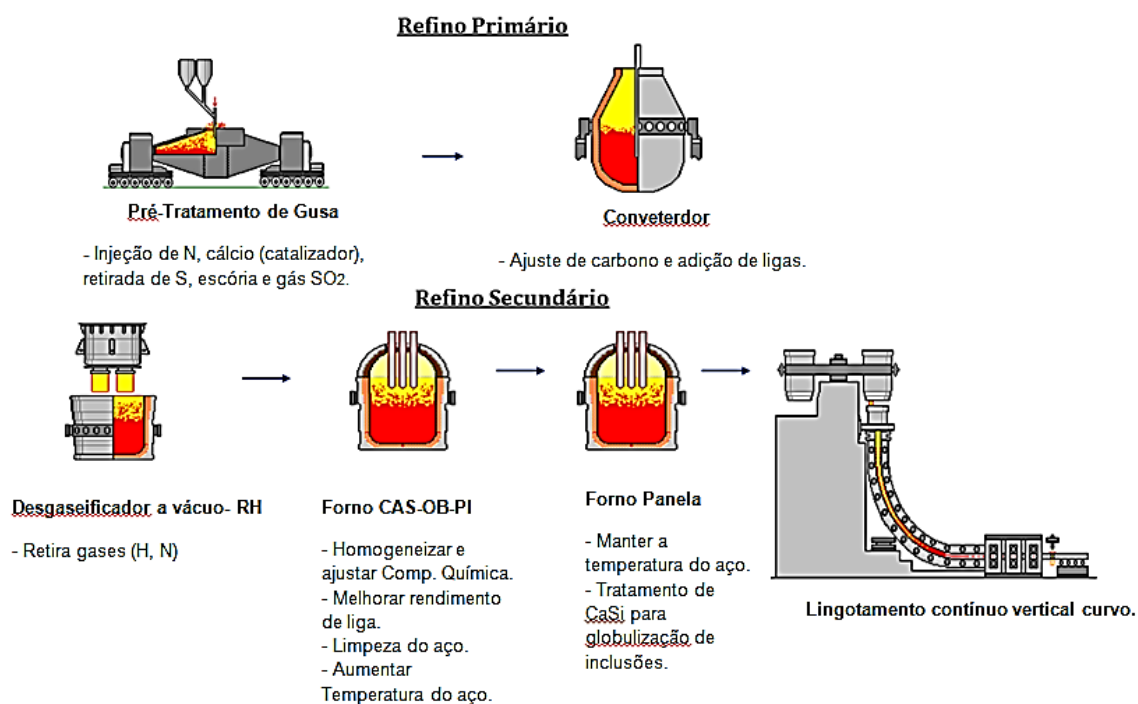 Refino Primário
Pré-Tratamento de Gusa
- Injeção de N, cálcio (catalizador),
retirada de S, escória e gás SO2.
Conveterdor
- Ajuste de carbono e adição de ligas.
Refino Secundário
Desgaseificador a vácuo- RH
- Retira gases (H, N)
Forno CAS-OB-PI
- Homogeneizar e
ajustar Comp. Química.
- Melhorar rendimento
de liga.
- Limpeza do aço.
- Aumentar
Temperatura do aço.
Forno Panela
- Manter a
temperatura do aço.
- Tratamento de
CaSi para
globulização de
inclusões.
Lingotamento contínuo vertical curvo.